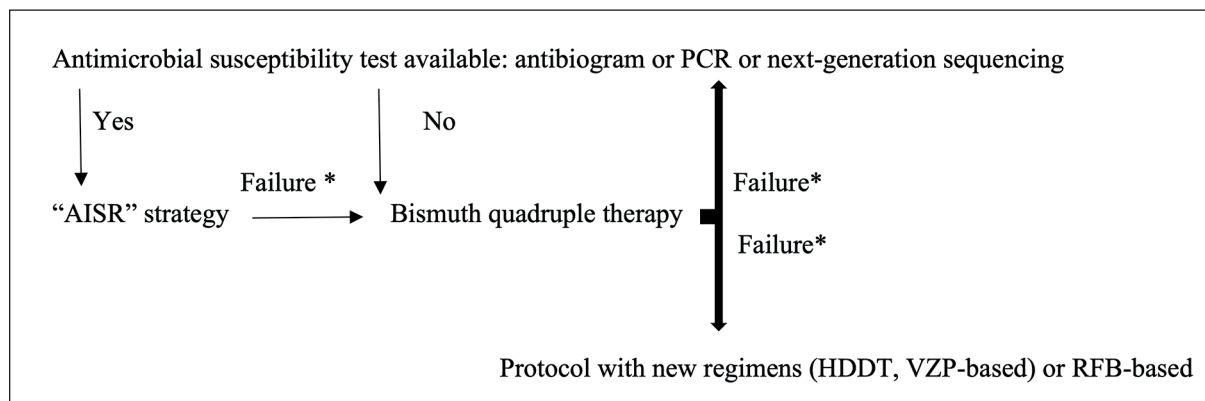 Antimicrobial susceptibility test available: antibiogram or PCR or next-generation sequencing
Yes
No
Failure *
Failure*
“AISR” strategy
Bismuth quadruple therapy
Failure*
Protocol with new regimens (HDDT, VZP-based) or RFB-based